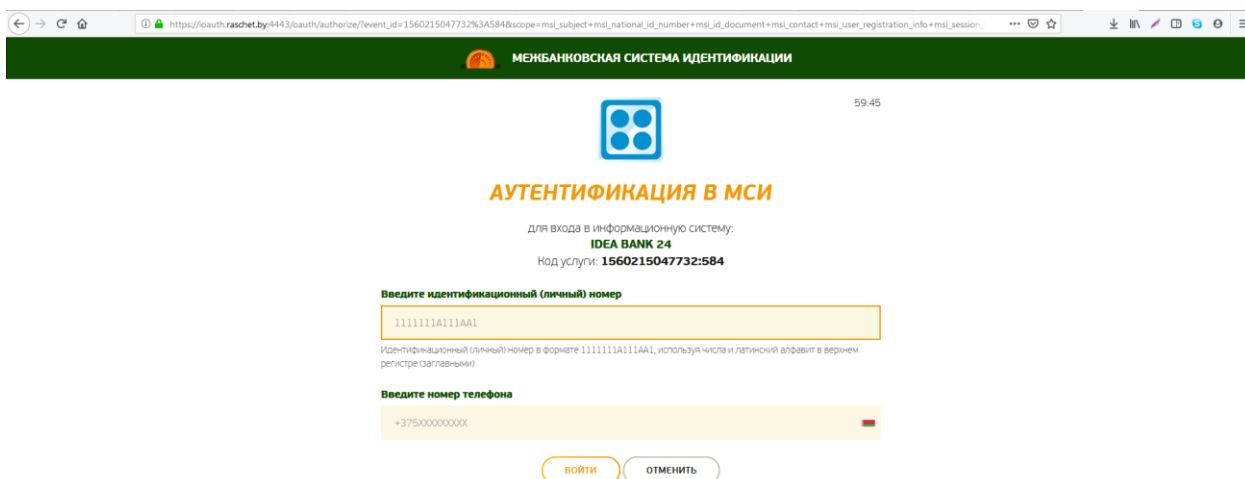 https://ioauth.raschet.by:4443/oauth/authorize/?event_id=1560215047732%3A584&scope=msi_subject+msi_national_id_number+msi_id_document+msi_contact+msi_user_registration_info+msi_session_
МЕЖБАНКОВСКАЯ СИСТЕМА ИДЕНТИФИКАЦИИ
59:45
АУТЕНТИФИКАЦИЯ В МСИ
для входа в информационную систему:
IDEA BANK 24
Код услуги: 1560215047732:584
Введите идентификационный (личный) номер
1111111A111AA1
Идентификационный (личный) номер в формате 1111111A111AA1, используя числа и латинский алфавит в верхнем
регистре (заглавными)
Введите номер телефона
+375XXXXXXXXX
ВОЙТИ ОТМЕНИТЬ